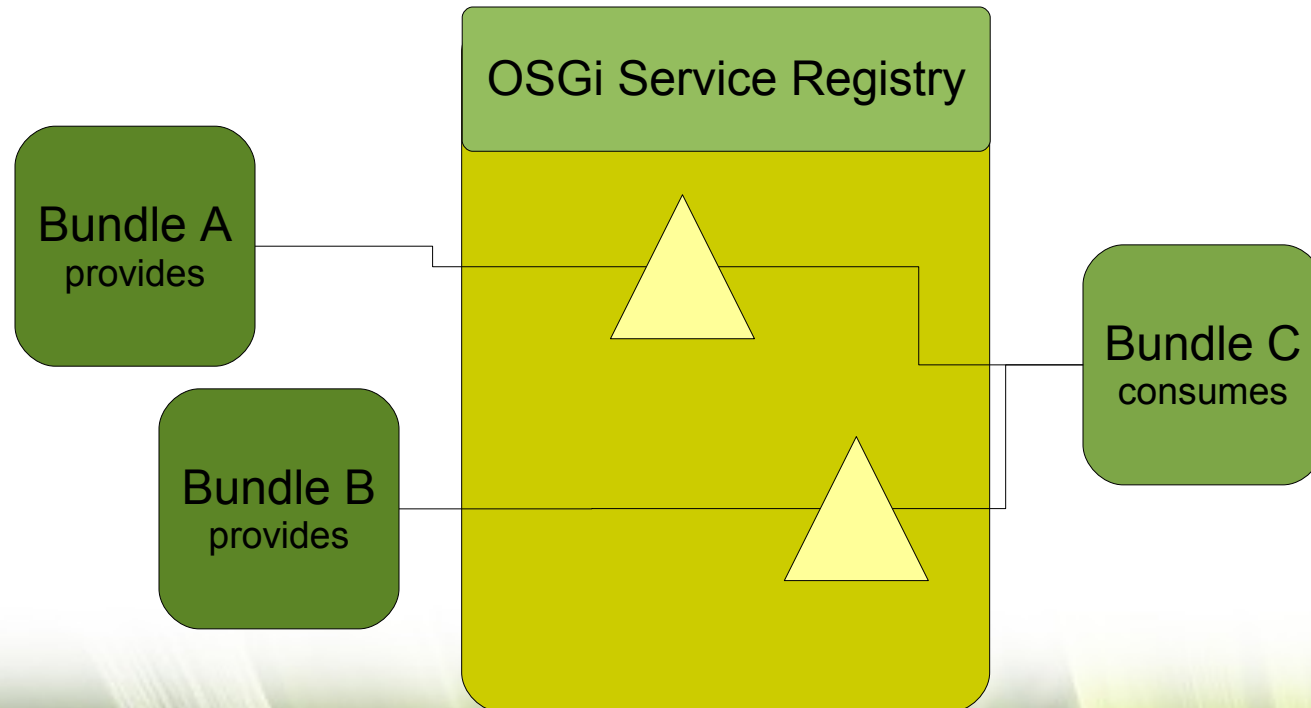 OSGi Service Registry
Bundle A
provides
Bundle B
provides
Bundle C
consumes